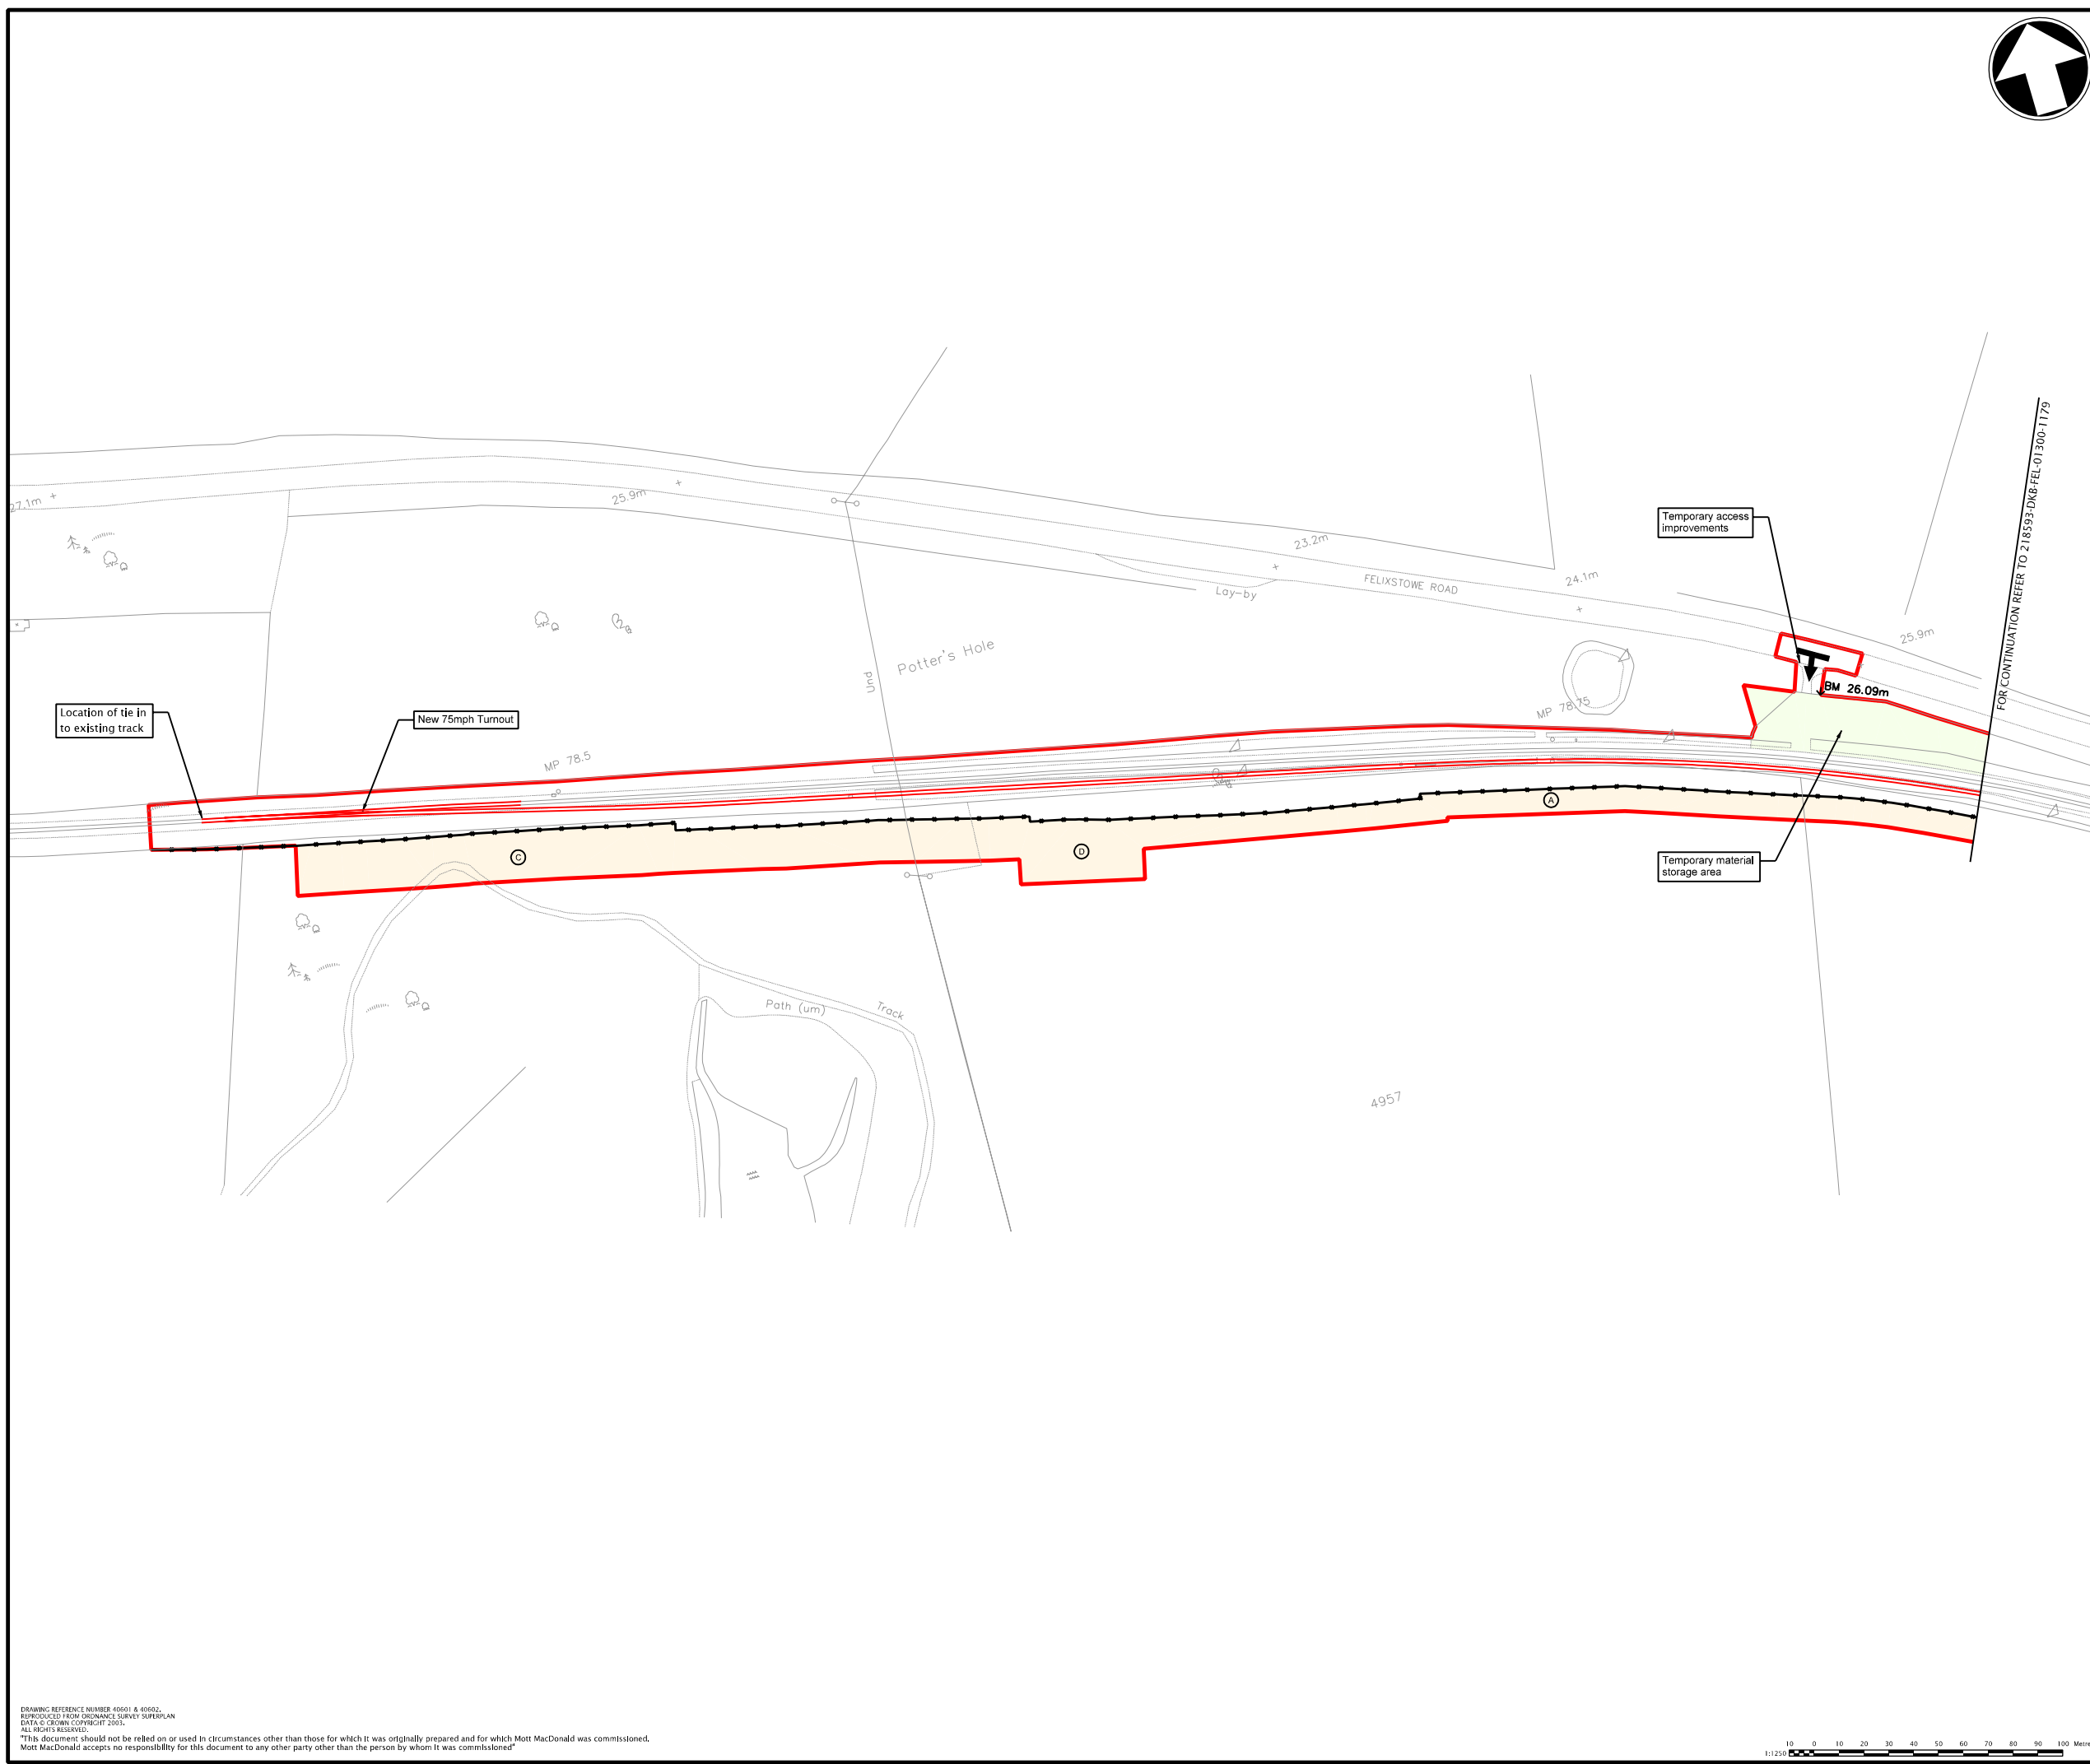 FOR CONTINUATION REFER TO 218593-DKB-FEL-01300-1179
27.1m
25.9m
Temporary access
improvements
23.2m
FELIXSTOWE ROAD
24.1m
Lay-by
25.9m
Potter's Hole
Und
BM 26.09m
MP 78.75
Location of tie in
to existing track
New 75mph Turnout
MP 78.5
A
C
D
Temporary material
storage area
Path (um)
Track
4957
DRAWING REFERENCE NUMBER 40601 & 40602.
REPRODUCED FROM ORDNANCE SURVEY SUPERPLAN
DATA © CROWN COPYRIGHT 2003.
ALL RIGHTS RESERVED.
"This document should not be relied on or used in circumstances other than those for which it was originally prepared and for which Mott MacDonald was commissioned.
Mott MacDonald accepts no responsibility for this document to any other party other than the person by whom it was commissioned"
10 0 10 20 30 40 50 60 70 80 90 100 Metre
1:1250